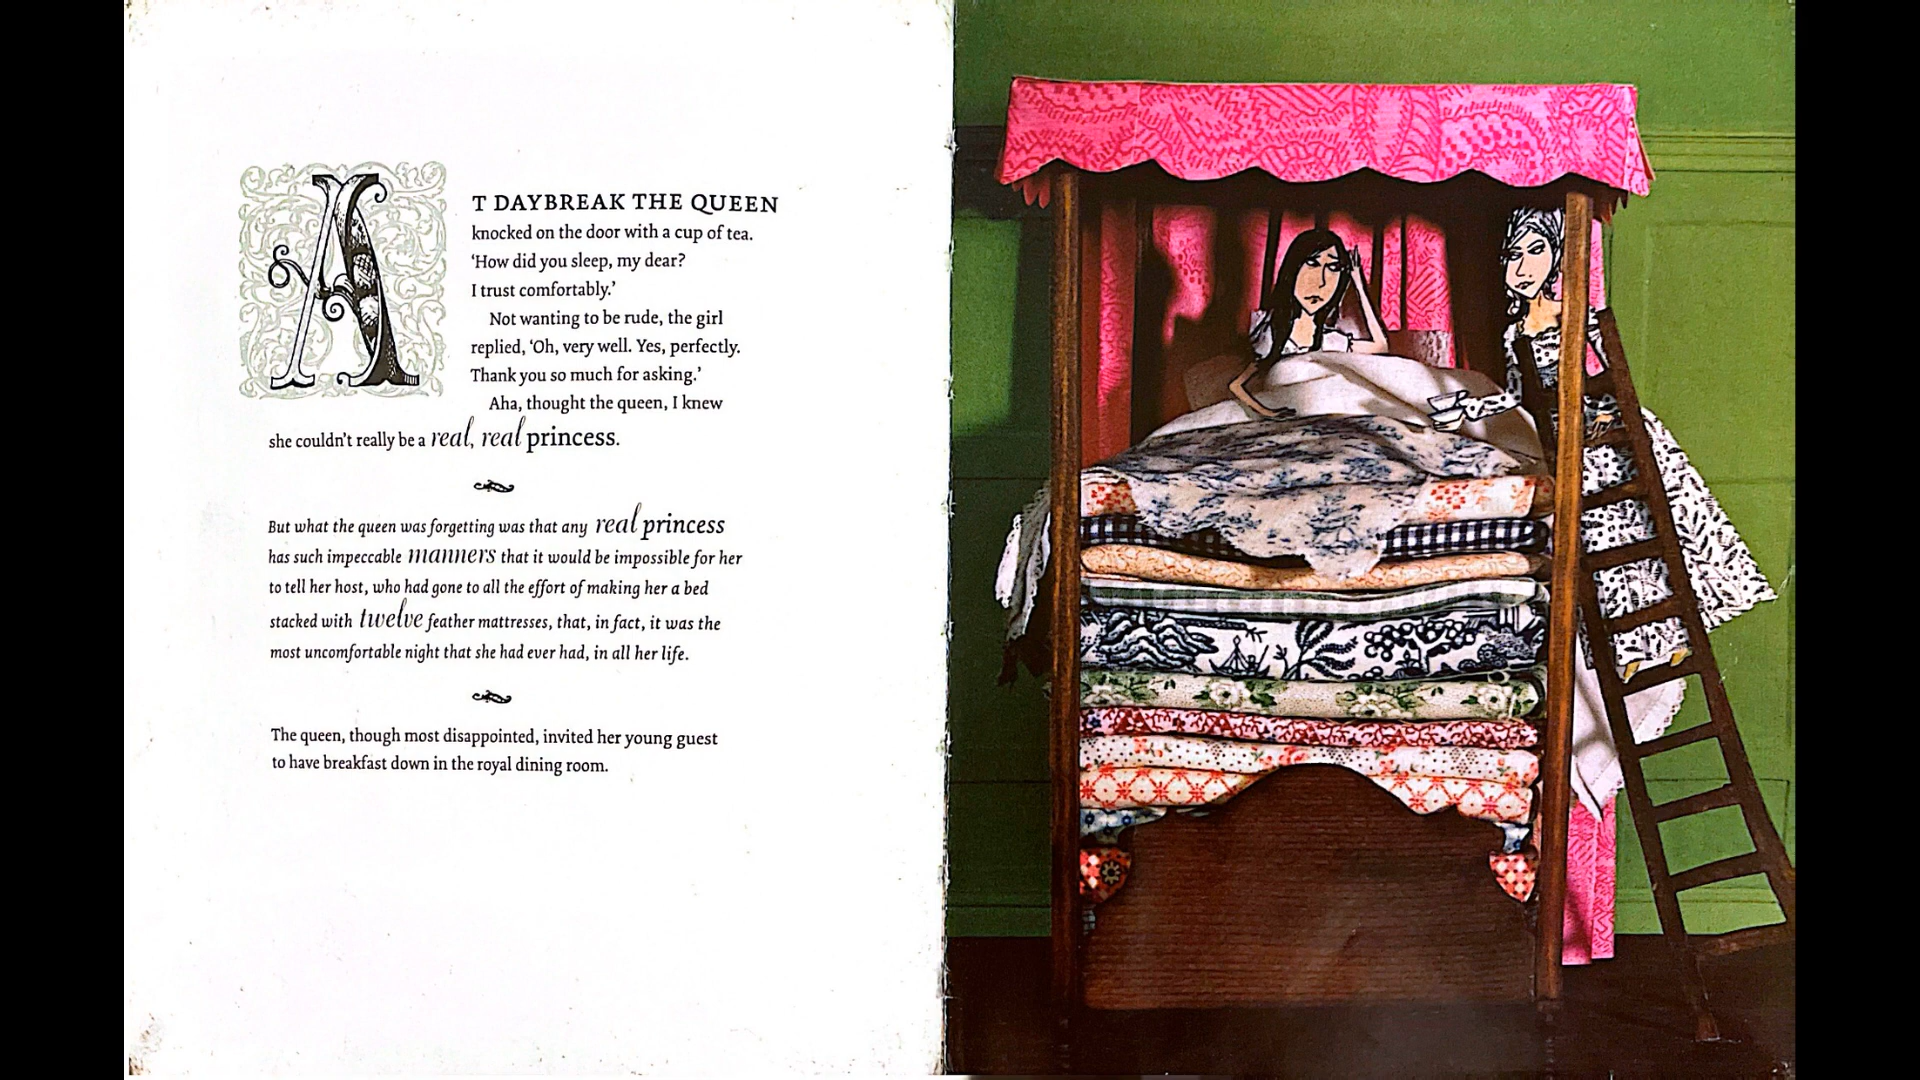 AT DAYBREAK THE QUEEN
knocked on the door with a cup of tea.
‘How did you sleep, my dear?
I trust comfortably.’
Not wanting to be rude, the girl
replied, ‘Oh, very well. Yes, perfectly.
Thank you so much for asking.’
Aha, thought the queen, I knew
she couldn’t really be a real, real princess.
But what the queen was forgetting was that any real princess
has such impeccable manners that it would be impossible for her
to tell her host, who had gone to all the effort of making her a bed
stacked with twelve feather mattresses, that, in fact, it was the
most uncomfortable night that she had ever had, in all her life.
The queen, though most disappointed, invited her young guest
to have breakfast down in the royal dining room.